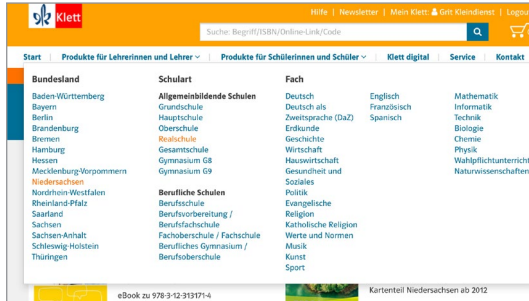 Klett
Hilfe | Newsletter | Mein Klett: Grit Kleindienst | Logout
Suche: Begriff/ISBN/Online-Link/Code
Start | Produkte für Lehrerinnen und Lehrer | Produkte für Schülerinnen und Schüler | Klett digital | Service | Kontakt
Bundesland
Baden-Württemberg
Bayern
Berlin
Brandenburg
Bremen
Hamburg
Hessen
Mecklenburg-Vorpommern
Niedersachsen
Nordrhein-Westfalen
Rheinland-Pfalz
Saarland
Sachsen
Sachsen-Anhalt
Schleswig-Holstein
Thüringen
Schulart
Allgemeinbildende Schulen
Grundschule
Hauptschule
Oberschule
Realschule
Gesamtschule
Gymnasium G8
Gymnasium G9
Berufliche Schulen
Berufsschule
Berufsvorbereitung /
Berufsfachschule
Fachoberschule / Fachschule
Berufliches Gymnasium /
Berufsoberschule
Fach
Deutsch
Deutsch als
Zweitsprache (DaZ)
Erdkunde
Geschichte
Wirtschaft
Hauswirtschaft
Gesundheit und
Soziales
Politik
Evangelische
Religion
Katholische Religion
Werte und Normen
Musik
Kunst
Sport
Englisch
Französisch
Spanisch
Mathematik
Informatik
Technik
Biologie
Chemie
Physik
Wahlpflichtunterricht
Naturwissenschaften
eBook zu 978-3-12-313171-4
Kartenteil Niedersachsen ab 2012